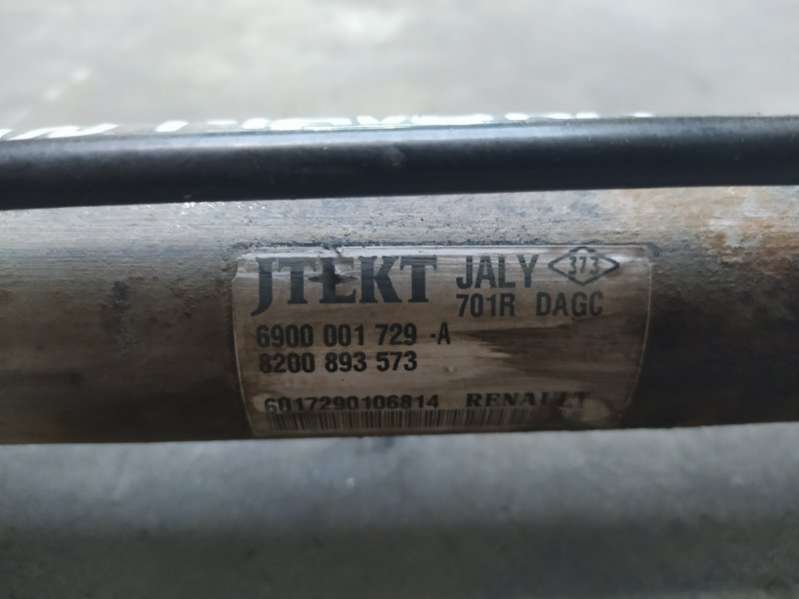 JTEKT JALY 373
701R DAGC
6900 001 729 -A
8200 893 573
6017290106814 RENAULT